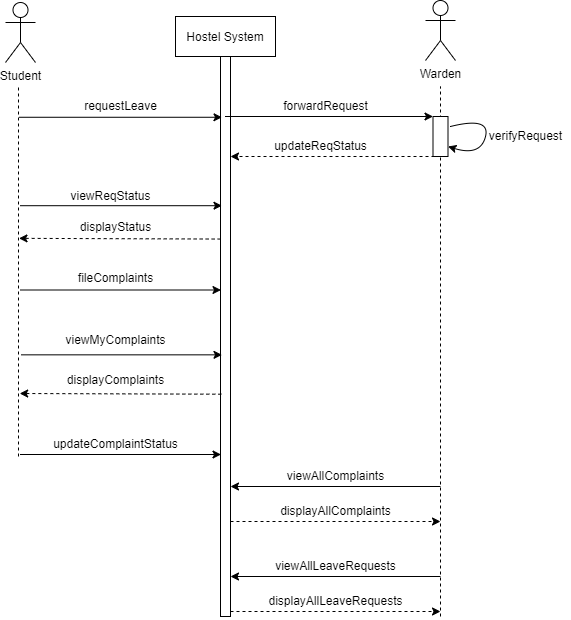 Hostel System
Student
Warden
requestLeave
forwardRequest
verifyRequest
updateReqStatus
viewReqStatus
displayStatus
fileComplaints
viewMyComplaints
displayComplaints
updateComplaintStatus
viewAllComplaints
displayAllComplaints
viewAllLeaveRequests
displayAllLeaveRequests